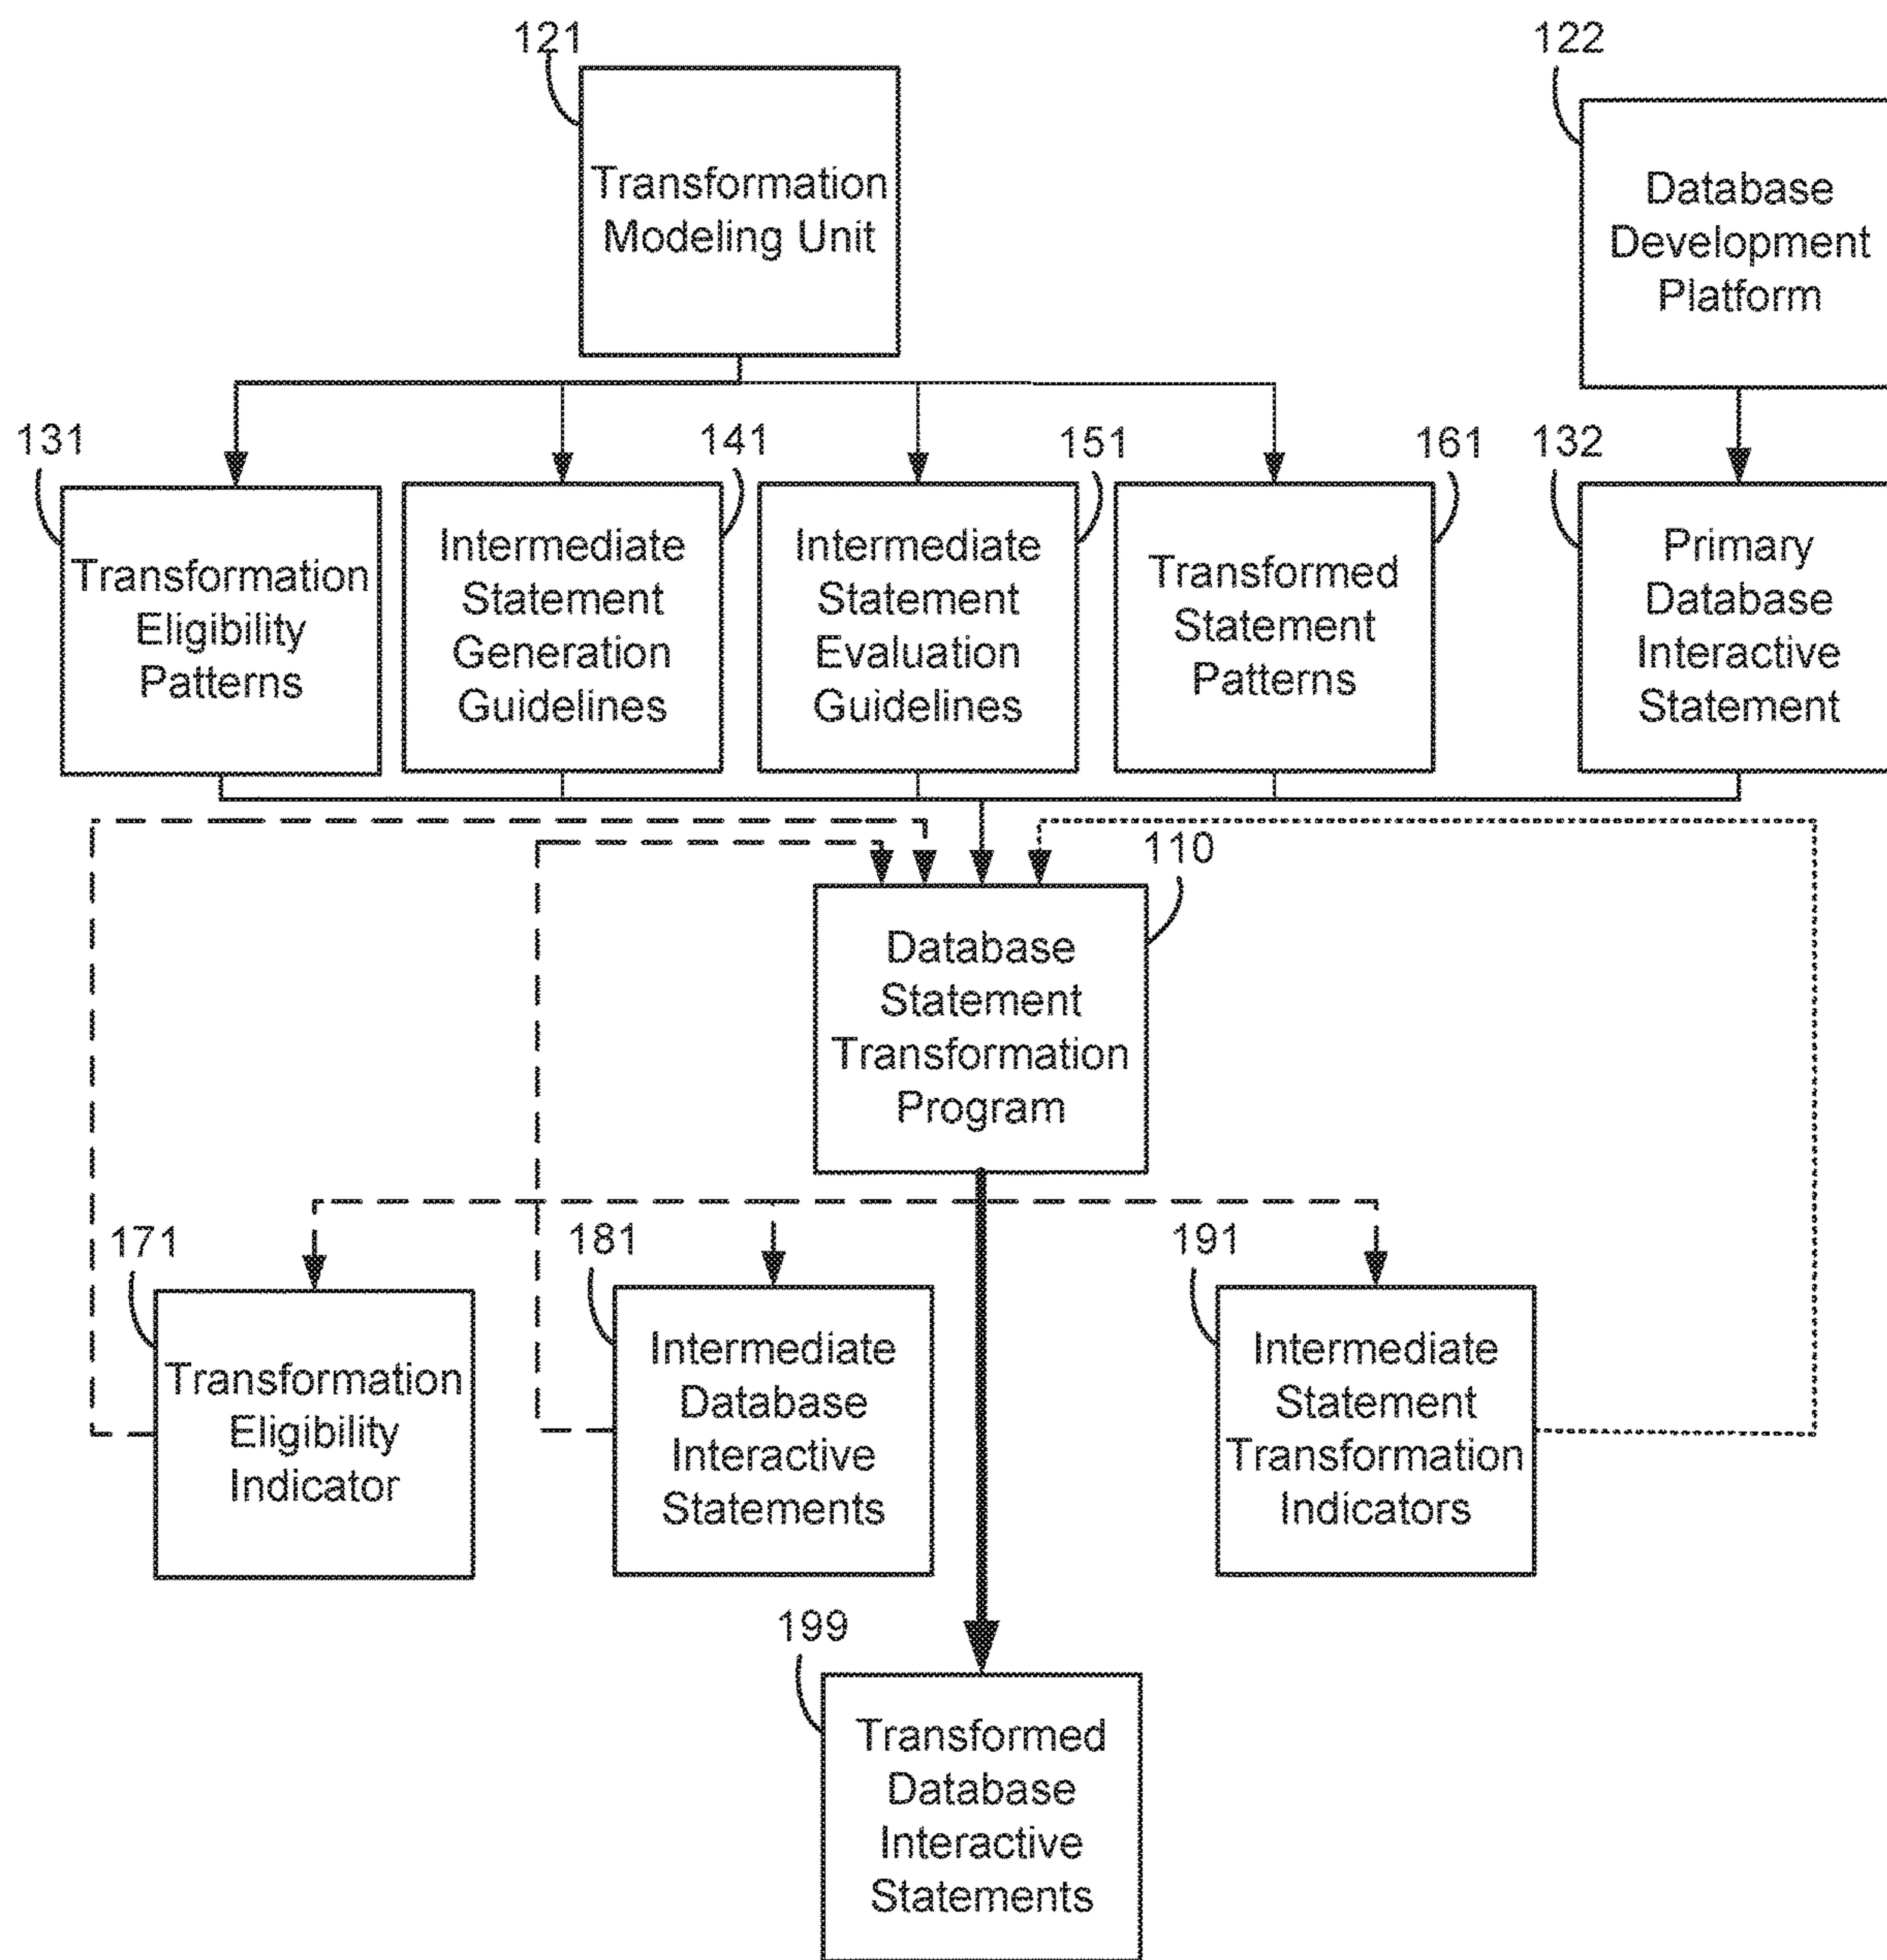 121
122
Transformation
Modeling Unit
Database
Development
Platform
131
141
151
161
132
Transformation
Eligibility
Patterns
Intermediate
Statement
Generation
Guidelines
Intermediate
Statement
Evaluation
Guidelines
Transformed
Statement
Patterns
Primary
Database
Interactive
Statement
110
Database
Statement
Transformation
Program
171
181
191
Transformation
Eligibility
Indicator
Intermediate
Database
Interactive
Statements
Intermediate
Statement
Transformation
Indicators
199
Transformed
Database
Interactive
Statements